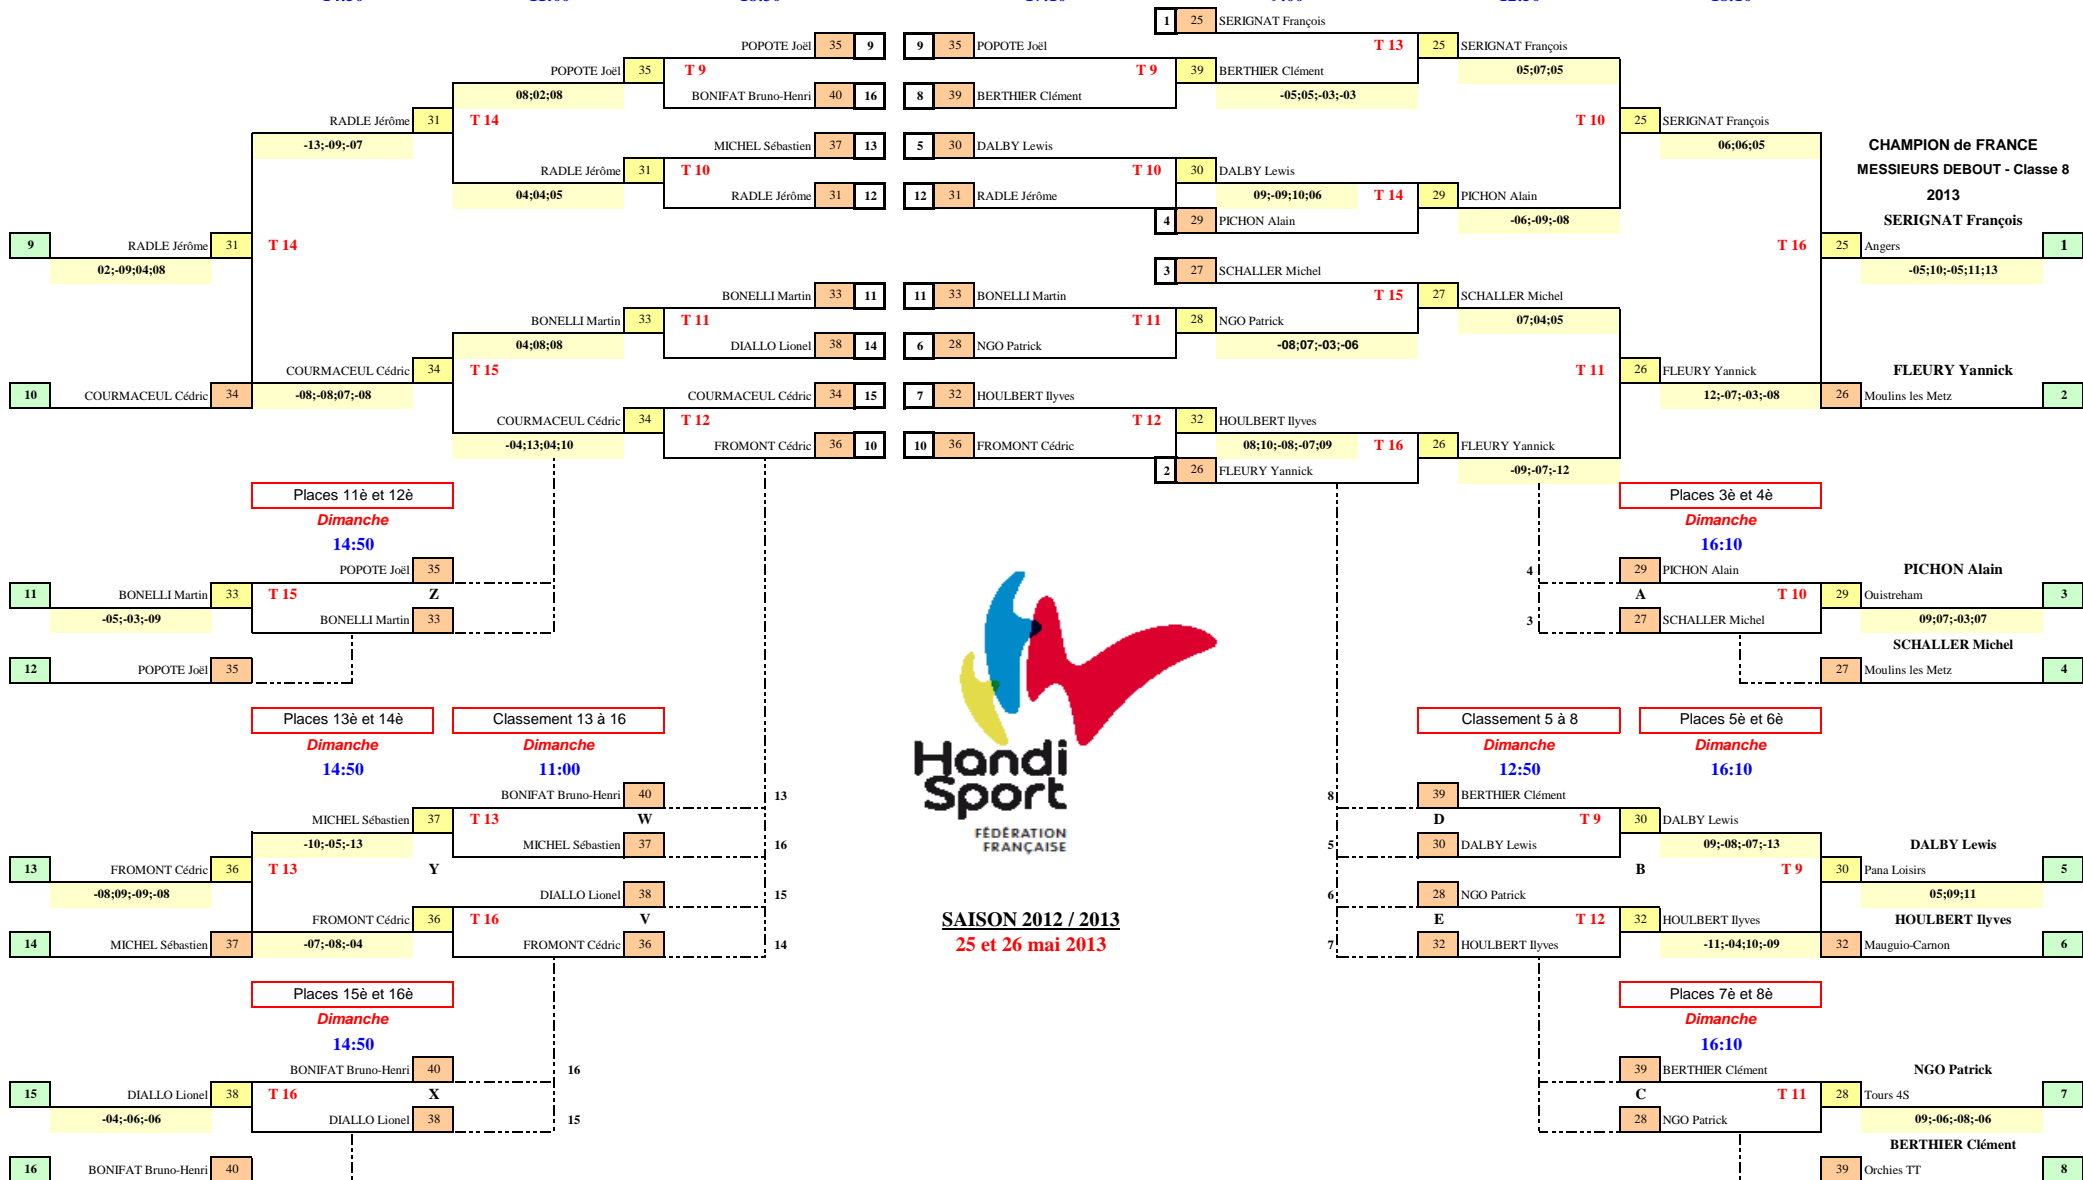 1 25 SERIGNAT François
POPOTE Joël 35 9 9 35 POPOTE Joël T 13 25 SERIGNAT François
POPOTE Joël 35 T 9 T 9 39 BERTHIER Clément 05;07;05
08;02;08 BONIFAT Bruno-Henri 40 16 8 39 BERTHIER Clément -05;05;-03;-03
RADLE Jérôme 31 T 14 T 10 25 SERIGNAT François
-13;-09;-07 MICHEL Sébastien 37 13 5 30 DALBY Lewis 06;06;05 CHAMPION de FRANCE
RADLE Jérôme 31 T 10 T 10 30 DALBY Lewis MESSIEURS DEBOUT - Classe 8
04;04;05 RADLE Jérôme 31 12 12 31 RADLE Jérôme 09;-09;10;06 T 14 29 PICHON Alain 2013
4 29 PICHON Alain -06;-09;-08 SERIGNAT François
9 RADLE Jérôme 31 T 14 T 16 25 Angers 1
02;-09;04;08 3 27 SCHALLER Michel -05;10;-05;11;13
BONELLI Martin 33 11 11 33 BONELLI Martin T 15 27 SCHALLER Michel
BONELLI Martin 33 T 11 T 11 28 NGO Patrick 07;04;05
04;08;08 DIALLO Lionel 38 14 6 28 NGO Patrick -08;07;-03;-06
COURMACEUL Cédric 34 T 15 T 11 26 FLEURY Yannick FLEURY Yannick
10 COURMACEUL Cédric 34 -08;-08;07;-08 COURMACEUL Cédric 34 15 7 32 HOULBERT Ilyves 12;-07;-03;-08 26 Moulins les Metz 2
COURMACEUL Cédric 34 T 12 T 12 32 HOULBERT Ilyves
-04;13;04;10 FROMONT Cédric 36 10 10 36 FROMONT Cédric 08;10;-08;-07;09 T 16 26 FLEURY Yannick
2 26 FLEURY Yannick -09;-07;-12
Places 11è et 12è Places 3è et 4è
Dimanche Dimanche
14:50 16:10
POPOTE Joël 35 4 29 PICHON Alain PICHON Alain
11 BONELLI Martin 33 T 15 Z A T 10 29 Ouistreham 3
-05;-03;-09 BONELLI Martin 33 3 27 SCHALLER Michel 09;07;-03;07
SCHALLER Michel
12 POPOTE Joël 35 27 Moulins les Metz 4
Places 13è et 14è Classement 13 à 16 Classement 5 à 8 Places 5è et 6è
Dimanche Dimanche Dimanche Dimanche
14:50 11:00 12:50 16:10
Handi
Sport
FÉDÉRATION
FRANÇAISE
BONIFAT Bruno-Henri 40 13 8 39 BERTHIER Clément
MICHEL Sébastien 37 T 13 W D T 9 30 DALBY Lewis
-10;-05;-13 MICHEL Sébastien 37 16 5 30 DALBY Lewis 09;-08;-07;-13 DALBY Lewis
13 FROMONT Cédric 36 T 13 Y B T 9 30 Pana Loisirs 5
-08;09;-09;-08 DIALLO Lionel 38 15 6 28 NGO Patrick 05;09;11
FROMONT Cédric 36 T 16 V SAISON 2012 / 2013 E T 12 32 HOULBERT Ilyves HOULBERT Ilyves
14 MICHEL Sébastien 37 -07;-08;-04 FROMONT Cédric 36 14 25 et 26 mai 2013 7 32 HOULBERT Ilyves -11;-04;10;-09 32 Mauguio-Carnon 6
Places 15è et 16è Places 7è et 8è
Dimanche Dimanche
14:50 16:10
BONIFAT Bruno-Henri 40 16 39 BERTHIER Clément NGO Patrick
15 DIALLO Lionel 38 T 16 X C T 11 28 Tours 4S 7
-04;-06;-06 DIALLO Lionel 38 15 28 NGO Patrick 09;-06;-08;-06
BERTHIER Clément
16 BONIFAT Bruno-Henri 40 39 Orchies TT 8